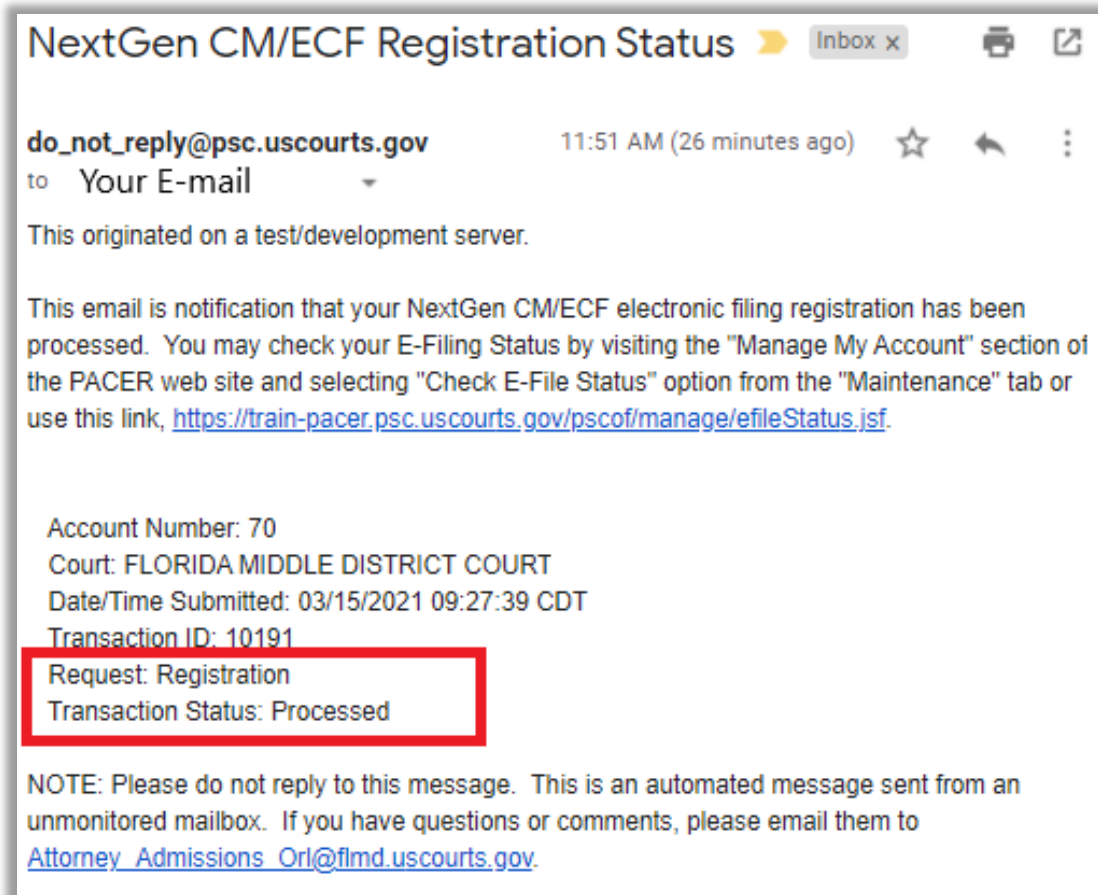 NextGen CM/ECF Registration Status Inbox x
do_not_reply@psc.uscourts.gov 11:51 AM (26 minutes ago)
to Your E-mail
This originated on a test/development server.
This email is notification that your NextGen CM/ECF electronic filing registration has been
processed. You may check your E-Filing Status by visiting the "Manage My Account" section of
the PACER web site and selecting "Check E-File Status" option from the "Maintenance" tab or
use this link, https://train-pacer.psc.uscourts.gov/pscof/manage/efileStatus.jsf.
Account Number: 70
Court: FLORIDA MIDDLE DISTRICT COURT
Date/Time Submitted: 03/15/2021 09:27:39 CDT
Transaction ID: 10191
Request: Registration
Transaction Status: Processed
NOTE: Please do not reply to this message. This is an automated message sent from an
unmonitored mailbox. If you have questions or comments, please email them to
Attorney_Admissions_Orl@flmd.uscourts.gov.